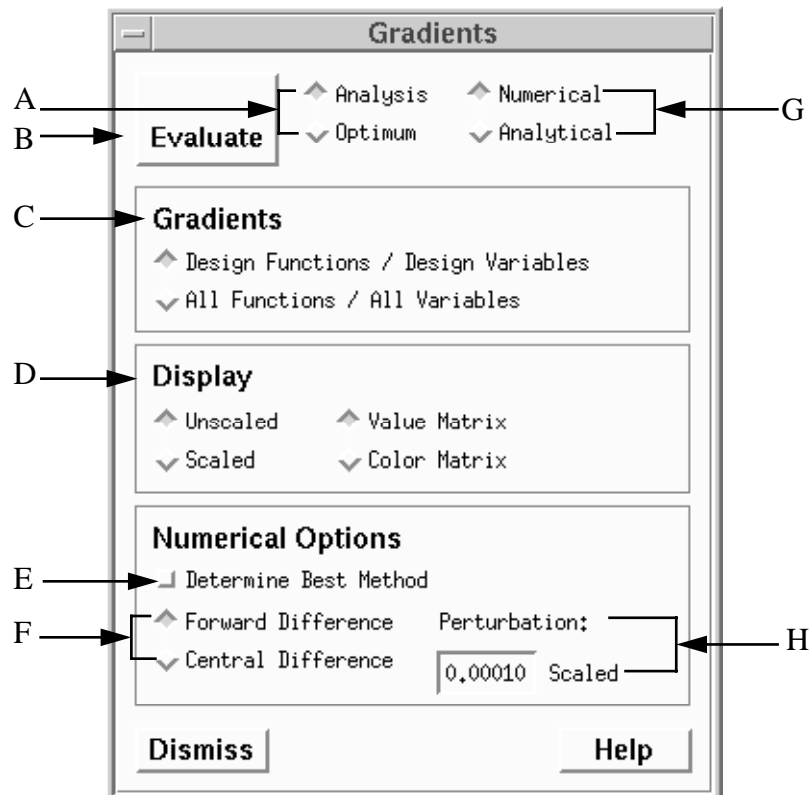 Gradients
A
Analysis
Numerical
G
B
Evaluate
Optimum
Analytical
C
Gradients
Design Functions / Design Variables
All Functions / All Variables
D
Display
Unscaled
Value Matrix
Scaled
Color Matrix
Numerical Options
E
Determine Best Method
F
Forward Difference
Perturbation:
H
Central Difference
0.00010 Scaled
Dismiss
Help